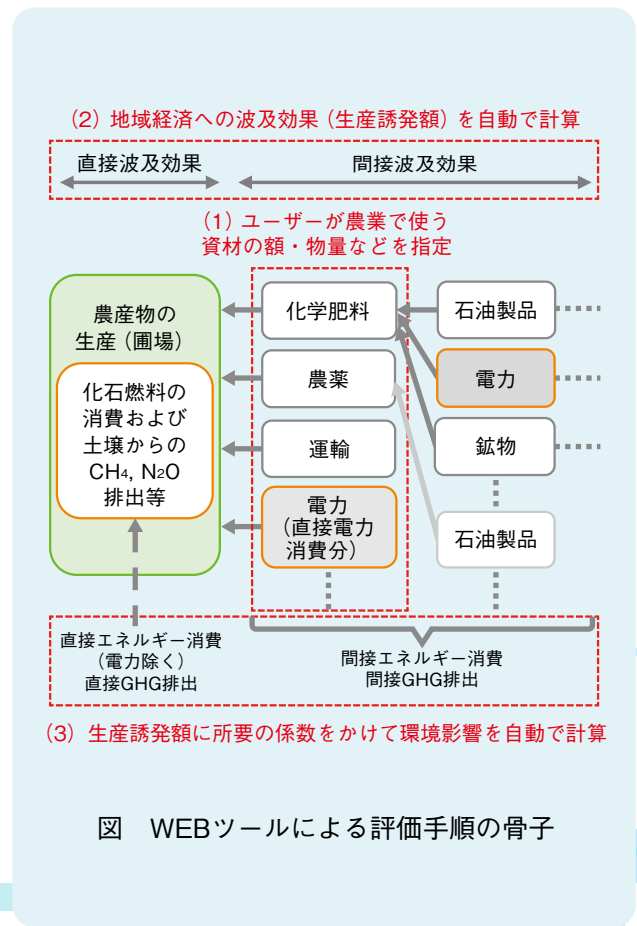 (2) 地域経済への波及効果（生産誘発額）を自動で計算
直接波及効果
間接波及効果
(1) ユーザーが農業で使う
資材の額・物量などを指定
農産物の
生産（圃場）
化石燃料の
消費および
土壌からの
CH₄, N₂O
排出等
化学肥料
農薬
運輸
電力
（直接電力
消費分）
石油製品
電力
鉱物
石油製品
直接エネルギー消費
（電力除く）
直接GHG排出
間接エネルギー消費
間接GHG排出
(3) 生産誘発額に所要の係数をかけて環境影響を自動で計算
図　WEBツールによる評価手順の骨子